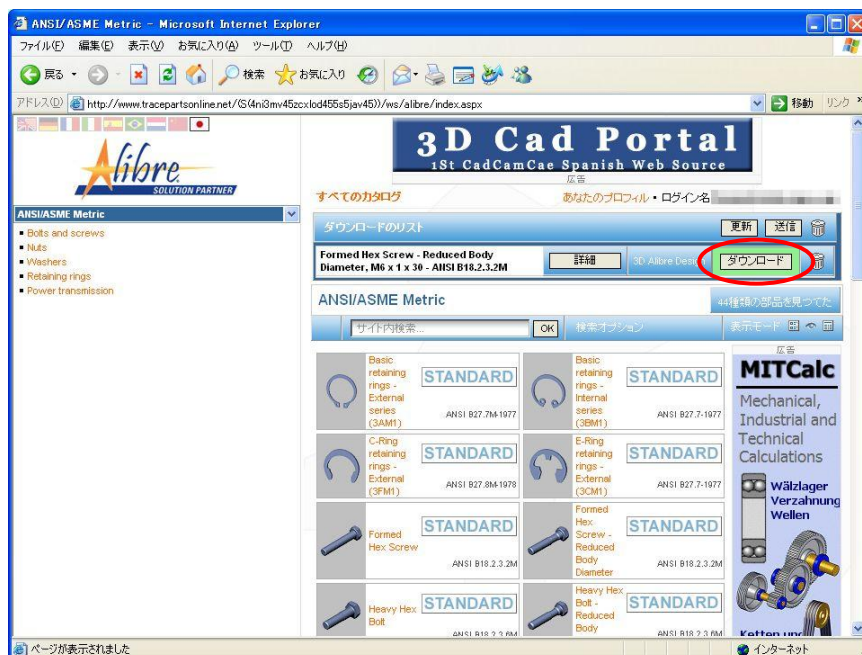 ANSI/ASME Metric - Microsoft Internet Explorer
ファイル(F) 編集(E) 表示(V) お気に入り(A) ツール(T) ヘルプ(H)
戻る 検索 お気に入り
アドレス(D) http://www.tracepartsonline.net/(S(4ni3mv45zcxlod455s5jav45))/ws/alibre/index.aspx 移動 リンク »
Alibre
SOLUTION PARTNER
3D Cad Portal
1St CadCamCae Spanish Web Source
広告
すべてのカタログ あなたのプロフィル・ログイン名
ANSI/ASME Metric
Bolts and screws
Nuts
Washers
Retaining rings
Power transmission
ダウンロードのリスト 更新 送信
Formed Hex Screw - Reduced Body
Diameter, M6 x 1 x 30 - ANSI B18.2.3.2M 詳細 3D Alibre Design ダウンロード
ANSI/ASME Metric 44種類の部品を見つてた
サイト内検索... OK 検索オプション 表示モード
Basic
retaining
rings -
External
series
(3AM1)
STANDARD
ANSI B27.7M-1977
Basic
retaining
rings -
Internal
series
(3BM1)
STANDARD
ANSI B27.7-1977
C-Ring
retaining
rings -
External
(3FM1)
STANDARD
ANSI B27.8M-1978
E-Ring
retaining
rings -
External
(3CM1)
STANDARD
ANSI B27.7-1977
Formed
Hex Screw
STANDARD
ANSI B18.2.3.2M
Formed
Hex
Screw -
Reduced
Body
Diameter
STANDARD
ANSI B18.2.3.2M
Heavy Hex
Bolt
STANDARD
ANSI B18.2.3.6M
Heavy Hex
Bolt -
Reduced
Body
STANDARD
ANSI B18.2.3.6M
広告
MITCalc
Mechanical,
Industrial and
Technical
Calculations
Wälzlager
Verzahnung
Wellen
Ketten und
ページが表示されました インターネット